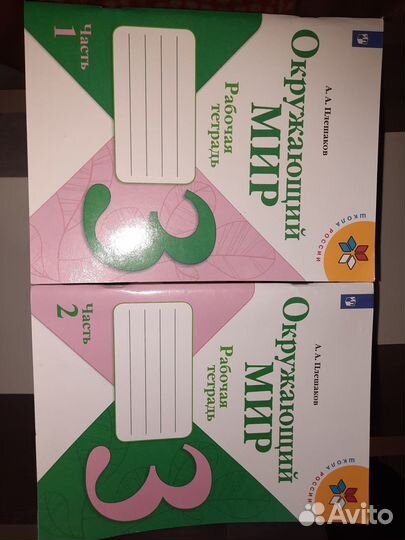 А. А. Плешаков
Окружающий
МИР
Рабочая
тетрадь
3
Часть
1
ШКОЛА РОССИИ
А. А. Плешаков
Окружающий
МИР
Рабочая
тетрадь
3
Часть
2
ШКОЛА РОССИИ
Avito